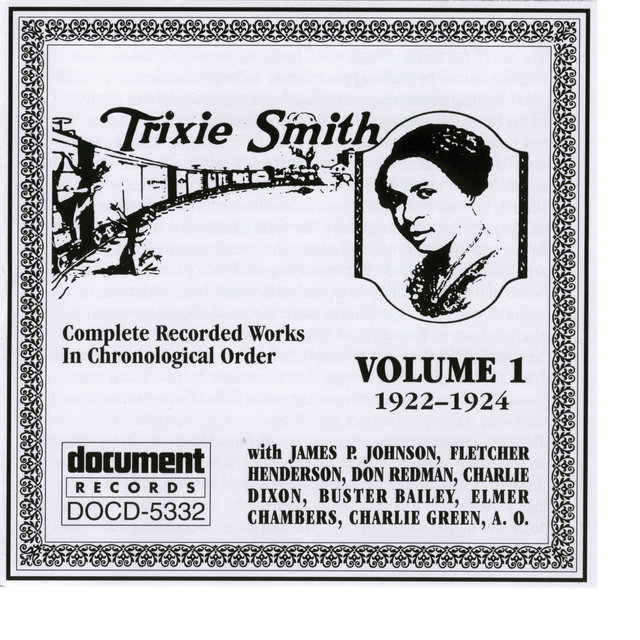 Trixie Smith
Complete Recorded Works
In Chronological Order
VOLUME 1
1922–1924
document
RECORDS
DOCD-5332
with JAMES P. JOHNSON, FLETCHER
HENDERSON, DON REDMAN, CHARLIE
DIXON, BUSTER BAILEY, ELMER
CHAMBERS, CHARLIE GREEN, A. O.